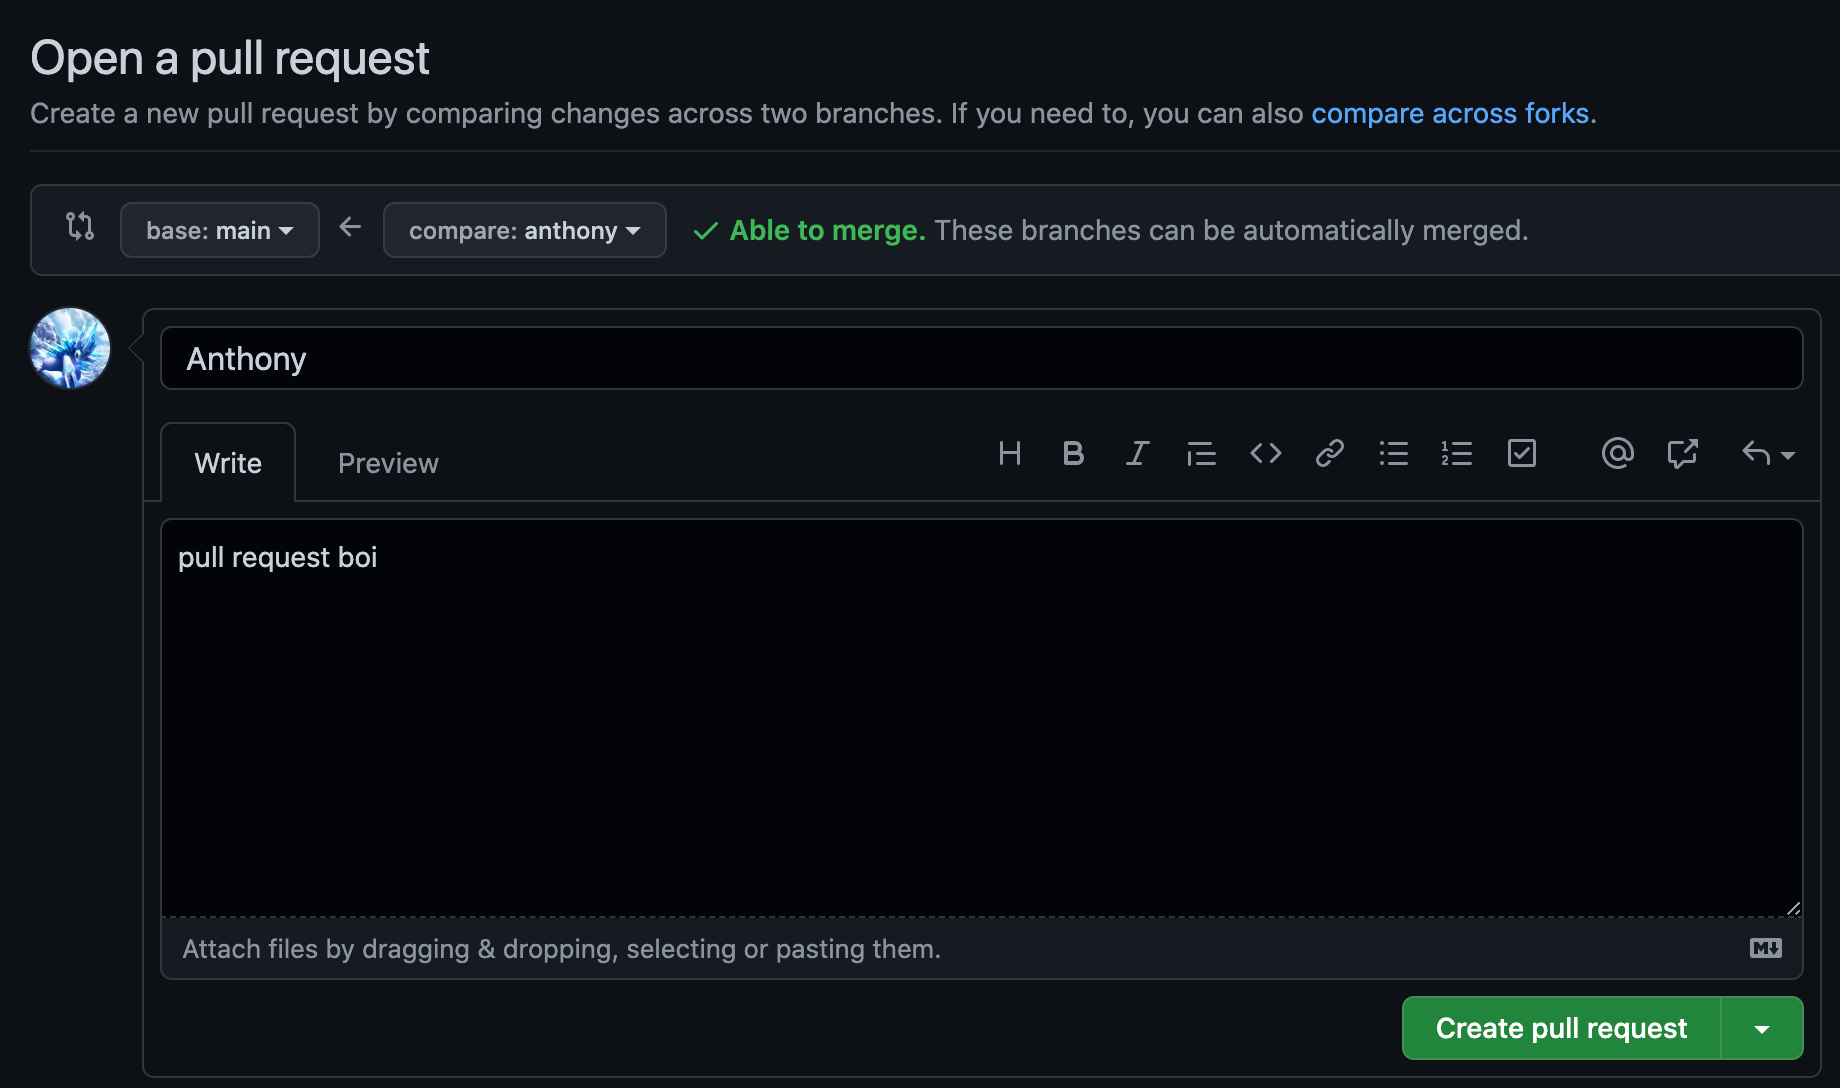 Open a pull request
Create a new pull request by comparing changes across two branches. If you need to, you can also compare across forks.
base: main
compare: anthony
Able to merge. These branches can be automatically merged.
Anthony
Write
Preview
pull request boi
Attach files by dragging & dropping, selecting or pasting them.
Create pull request